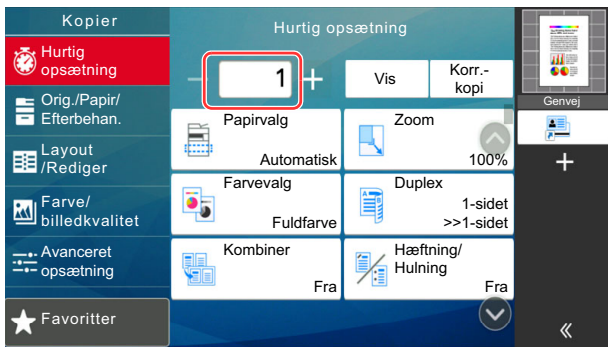 Kopier
Hurtig opsætning
Hurtig
opsætning
Orig./Papir/
Efterbehan.
Layout
/Rediger
Farve/
billedkvalitet
Avanceret
opsætning
Favoritter
− 1 +
Vis
Korr.-
kopi
Papirvalg
Automatisk
Zoom
100%
Farvevalg
Fuldfarve
Duplex
1-sidet
>>1-sidet
Kombiner
Fra
Hæftning/
Hulning
Fra
Genvej
+